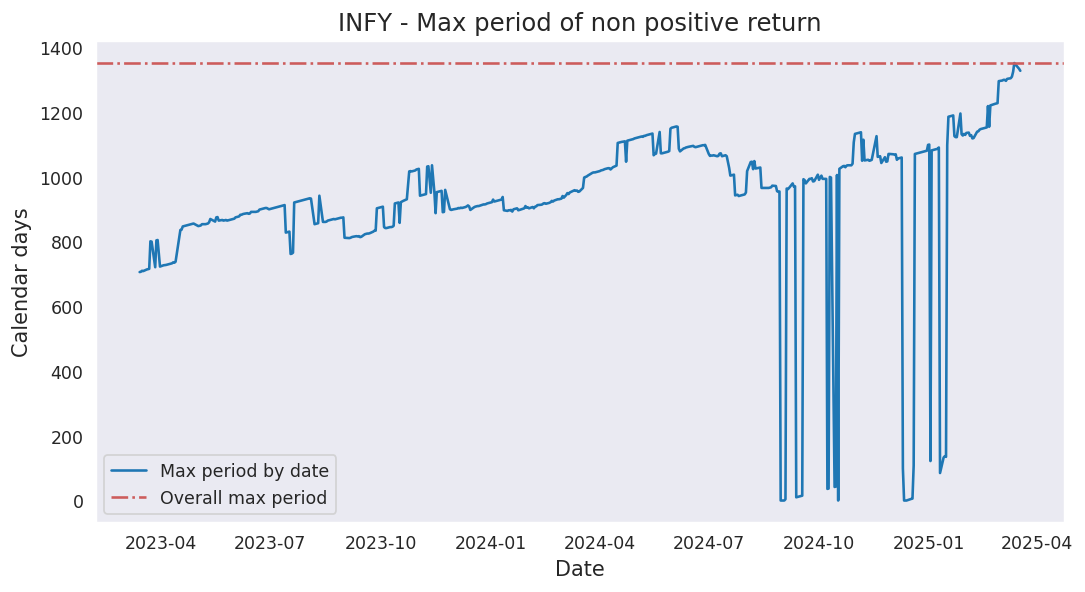 INFY - Max period of non positive return
1400
1200
1000
800
600
400
200
0
Calendar days
Max period by date
Overall max period
2023-04 2023-07 2023-10 2024-01 2024-04 2024-07 2024-10 2025-01 2025-04
Date